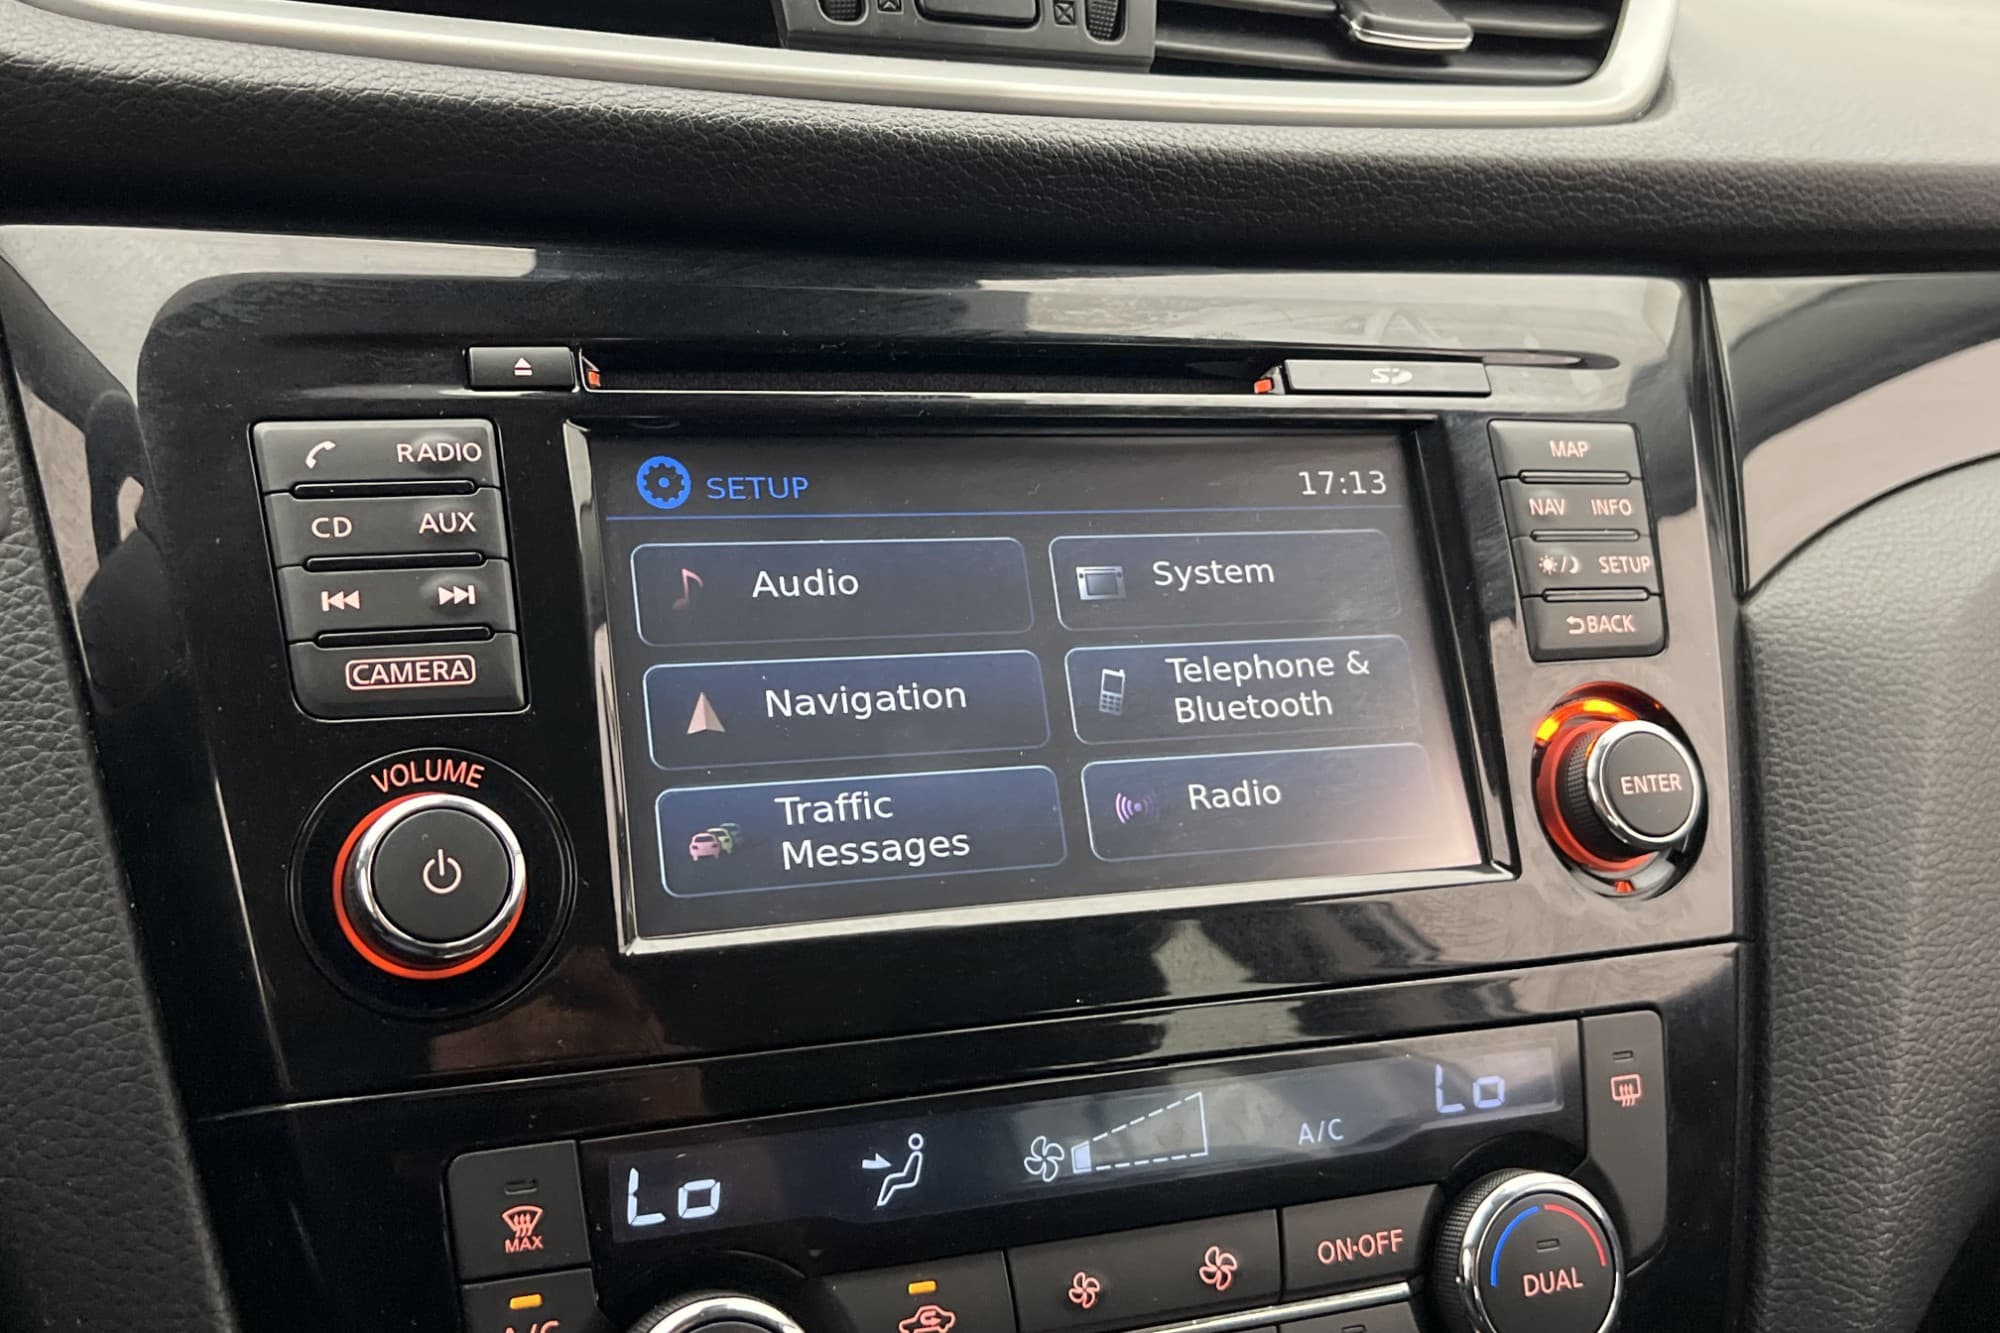 SD
RADIO
CD AUX
CAMERA
VOLUME
SETUP 17:13
Audio
System
Navigation
Telephone &
Bluetooth
Traffic
Messages
Radio
MAP
NAV INFO
SETUP
BACK
ENTER
Lo
A/C
Lo
MAX
ON·OFF
DUAL
A/C